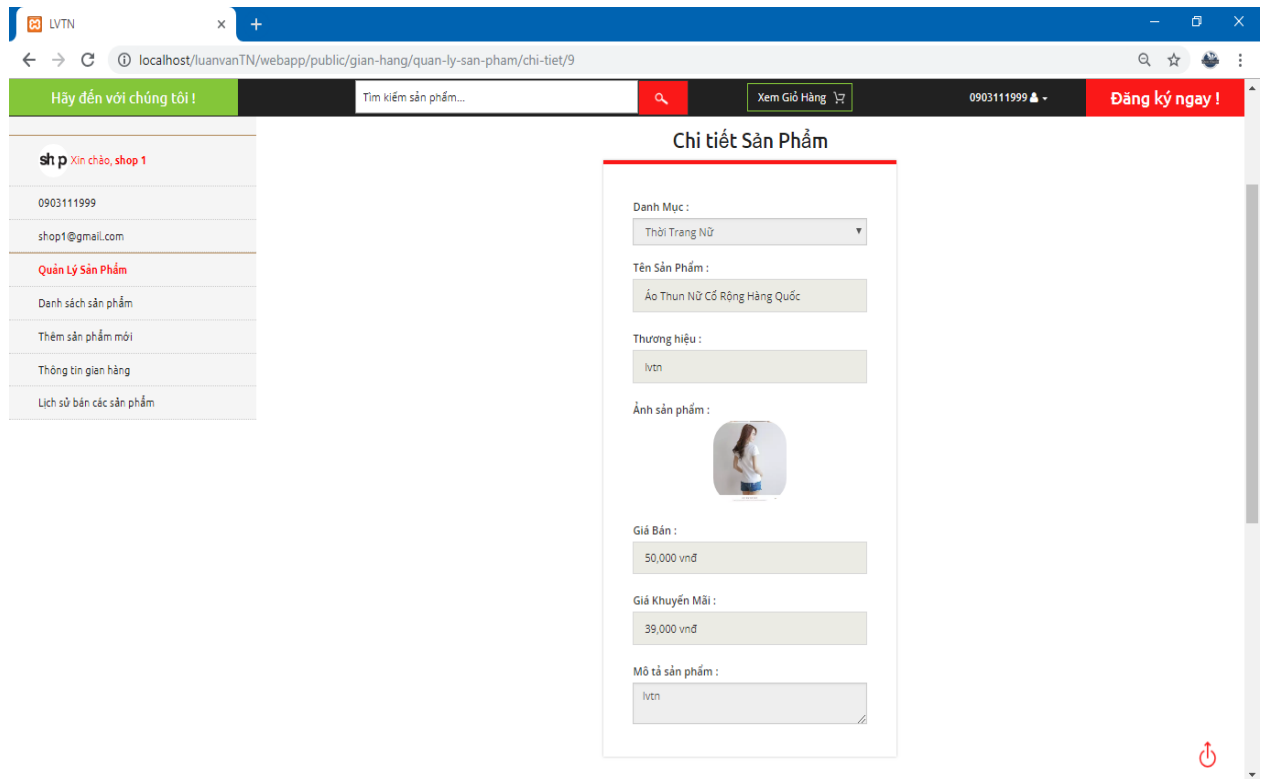 LVTN
localhost/luanvanTN/webapp/public/gian-hang/quan-ly-san-pham/chi-tiet/9
Hãy đến với chúng tôi !
Tìm kiếm sản phẩm...
Xem Giỏ Hàng
0903111999
Đăng ký ngay !
sh p Xin chào, shop 1
0903111999
shop1@gmail.com
Quản Lý Sản Phẩm
Danh sách sản phẩm
Thêm sản phẩm mới
Thông tin gian hàng
Lịch sử bán các sản phẩm
Chi tiết Sản Phẩm
Danh Mục :
Thời Trang Nữ
Tên Sản Phẩm :
Áo Thun Nữ Cổ Rộng Hàng Quốc
Thương hiệu :
lvtn
Ảnh sản phẩm :
Giá Bán :
50,000 vnđ
Giá Khuyến Mãi :
39,000 vnđ
Mô tả sản phẩm :
lvtn